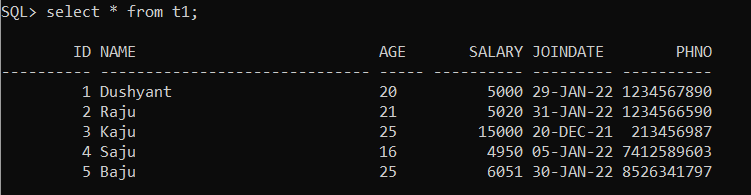 SQL> select * from t1;
        ID NAME                           AGE       SALARY JOINDATE        PHNO
---------- ------------------------------ ----- ---------- --------- ----------
         1 Dushyant                       20          5000 29-JAN-22 1234567890
         2 Raju                           21          5020 31-JAN-22 1234566590
         3 Kaju                           25         15000 20-DEC-21  213456987
         4 Saju                           16          4950 05-JAN-22 7412589603
         5 Baju                           25          6051 30-JAN-22 8526341797